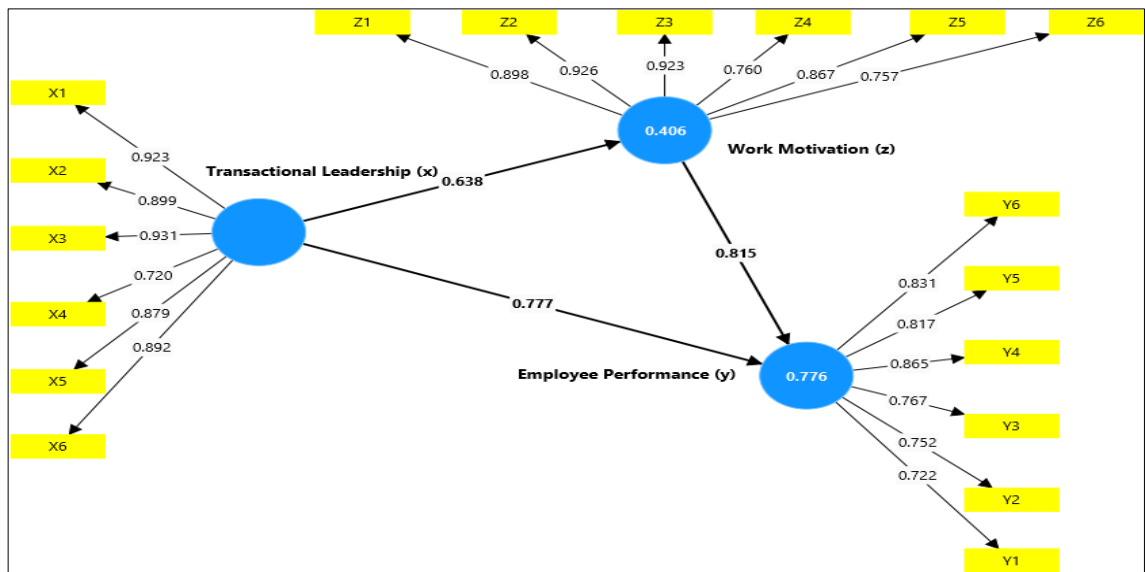 Z1
Z2
Z3
Z4
Z5
Z6
0.898
0.926
0.923
0.760
0.867
0.757
X1
X2
X3
X4
X5
X6
0.923
0.899
0.931
0.720
0.879
0.892
Transactional Leadership (x)
0.638
0.406
Work Motivation (z)
0.815
0.777
Employee Performance (y)
0.776
Y6
Y5
Y4
Y3
Y2
Y1
0.831
0.817
0.865
0.767
0.752
0.722